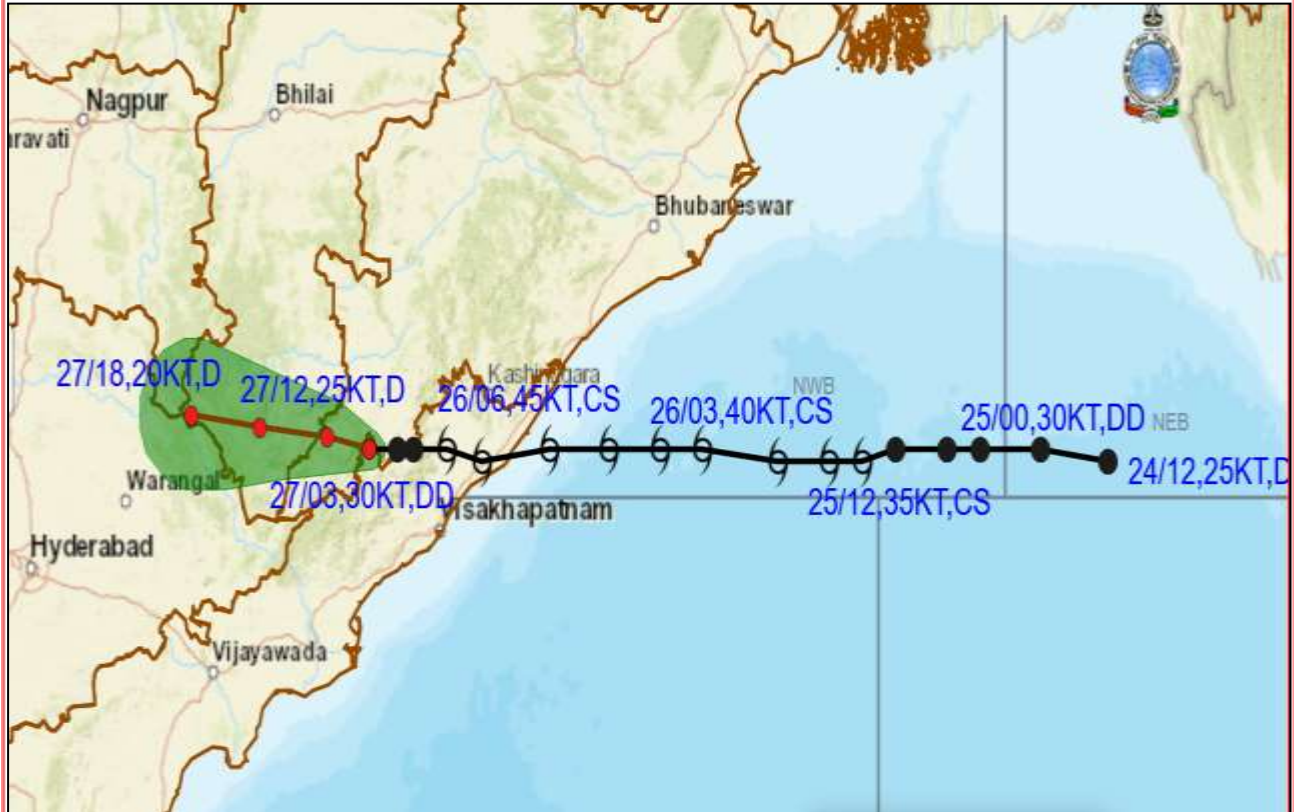 Nagpur
Bhilai
aravati
Bhubaneswar
27/18,20KT,D
27/12,25KT,D
Kashinagara
26/06,45KT,CS
NWB
26/03,40KT,CS
25/00,30KT,DD
NEB
24/12,25KT,D
Warangal
27/03,30KT,DD
25/12,35KT,CS
Visakhapatnam
Hyderabad
Vijayawada